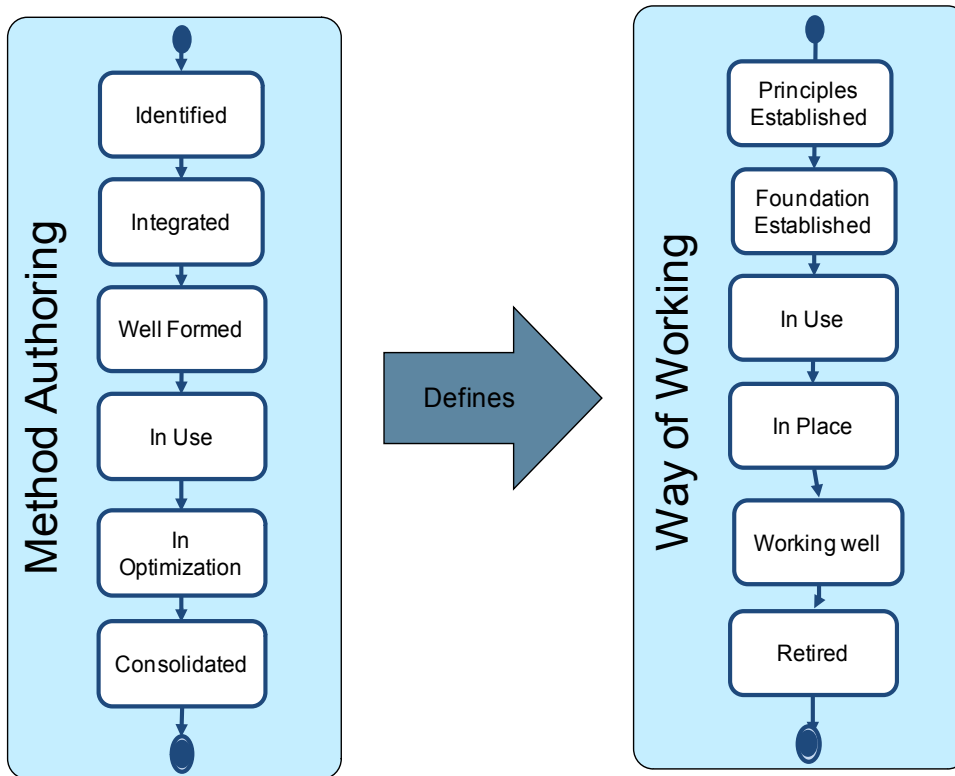 Method Authoring
Identified
Integrated
Well Formed
In Use
In
Optimization
Consolidated
Defines
Way of Working
Principles
Established
Foundation
Established
In Use
In Place
Working well
Retired